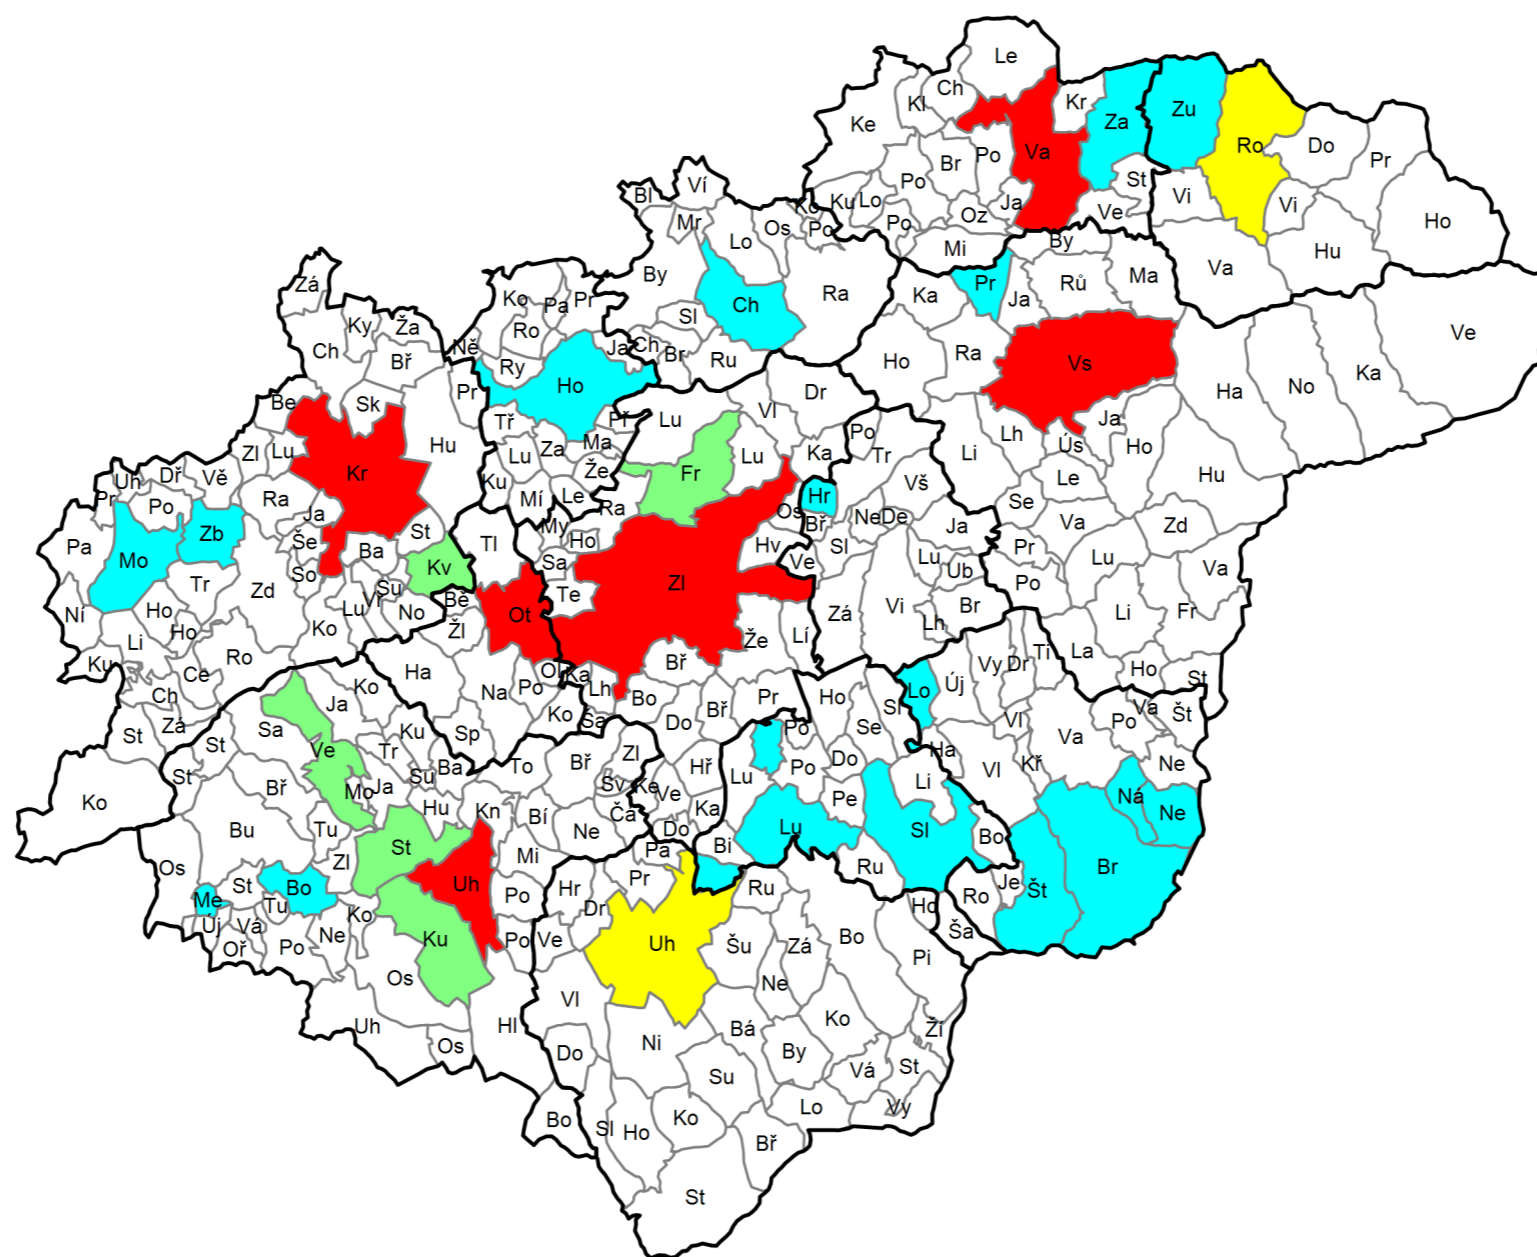 Le
Ch
Kl
Kr
Ke
Za
Zu
Va
Ro
Do
Pr
Po
Br
Po
St
Vi
Vi
Ku
Lo
Ja
Ve
Ho
Po
Oz
Mi
By
Hu
Va
Ví
Bl
Mr
Lo
Os
Ko
Po
By
Ra
Ch
Sl
Ch
Br
Ru
Ka
Pr
Ja
Rů
Ma
Ho
Ra
Vs
Ha
No
Ka
Ve
Zá
Ky
Ža
Ch
Bř
Ko
Pa
Pr
Ro
Ně
Ry
Ja
Ho
Pr
Be
Sk
Hu
Tř
Př
Ma
Lu
Za
Že
Ku
Mí
Le
Lu
Vl
Dr
Fr
Lu
Ka
Po
Tr
Vš
Li
Lh
Ja
Ús
Ho
Le
Hu
Zl
Lu
Kr
Uh
Dř
Vě
Pr
Po
Ra
Ja
Pa
Mo
Zb
Še
Ba
St
Kv
So
Tr
Zd
Su
Vř
Lu
No
Bě
Žl
Ní
Ho
Ho
Li
Ko
Ku
Ce
Ro
Ch
Zá
St
Ko
Tl
My
Ho
Ra
Sa
Te
Zl
Ot
Os
Hr
Bř
Hv
Ve
Ne
De
Sl
Ja
Lu
Ub
Br
Lh
Vi
Zá
Se
Va
Zd
Pr
Po
Lu
Va
Li
Fr
La
Ho
St
Ha
Na
Po
Ol
Ka
Lh
Ko
Ša
Sp
Bř
Že
Lí
Bo
Do
Bř
Pr
Ho
Sl
Se
Po
Do
Po
Pe
Lo
Új
Vy
Dr
Ti
Vl
Ha
Vl
Kř
Va
Po
Va
Št
Ne
Ná
Ne
Br
Št
Ko
Ja
Sa
St
St
Ve
Ku
Tr
Ba
Su
Ja
Mo
Bř
Bu
Tu
Hu
Kn
To
Bř
Zl
Sv
Bí
Ča
Ne
Ke
Ve
Hř
Ka
Do
Lu
Lu
Bi
Pa
Li
Sl
Bo
Ru
Je
Ro
Ša
Ho
Os
Zl
St
Uh
Mi
Po
Po
Me
St
Bo
Tu
Új
Vá
Oř
Po
Ne
Ko
Ku
Os
Uh
Os
Hl
Hr
Dr
Pr
Ve
Uh
Ru
Šu
Ne
Zá
Bo
Pi
Vl
Do
Bo
Ni
Bá
Ko
Ží
By
Vá
St
Su
Lo
Vy
Sl
Ho
Ko
Bř
St